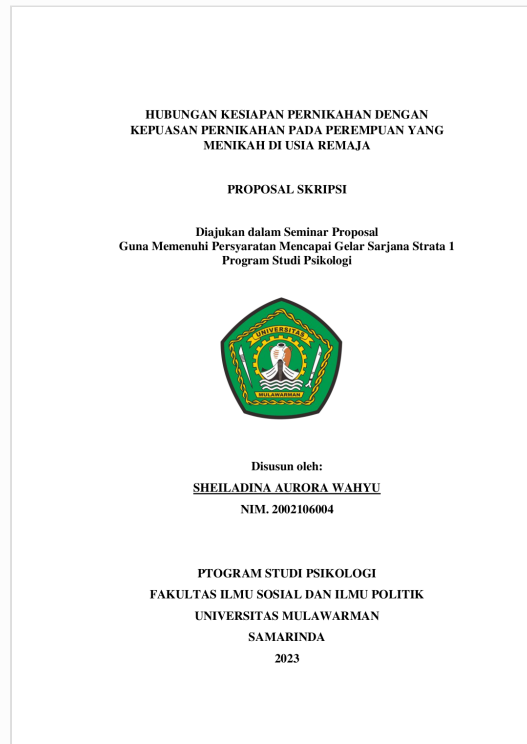 HUBUNGAN KESIAPAN PERNIKAHAN DENGAN
KEPUASAN PERNIKAHAN PADA PEREMPUAN YANG
MENIKAH DI USIA REMAJA
PROPOSAL SKRIPSI
Diajukan dalam Seminar Proposal
Guna Memenuhi Persyaratan Mencapai Gelar Sarjana Strata 1
Program Studi Psikologi
UNIVERSITAS
MULAWARMAN
Disusun oleh:
SHEILADINA AURORA WAHYU
NIM. 2002106004
PTOGRAM STUDI PSIKOLOGI
FAKULTAS ILMU SOSIAL DAN ILMU POLITIK
UNIVERSITAS MULAWARMAN
SAMARINDA
2023